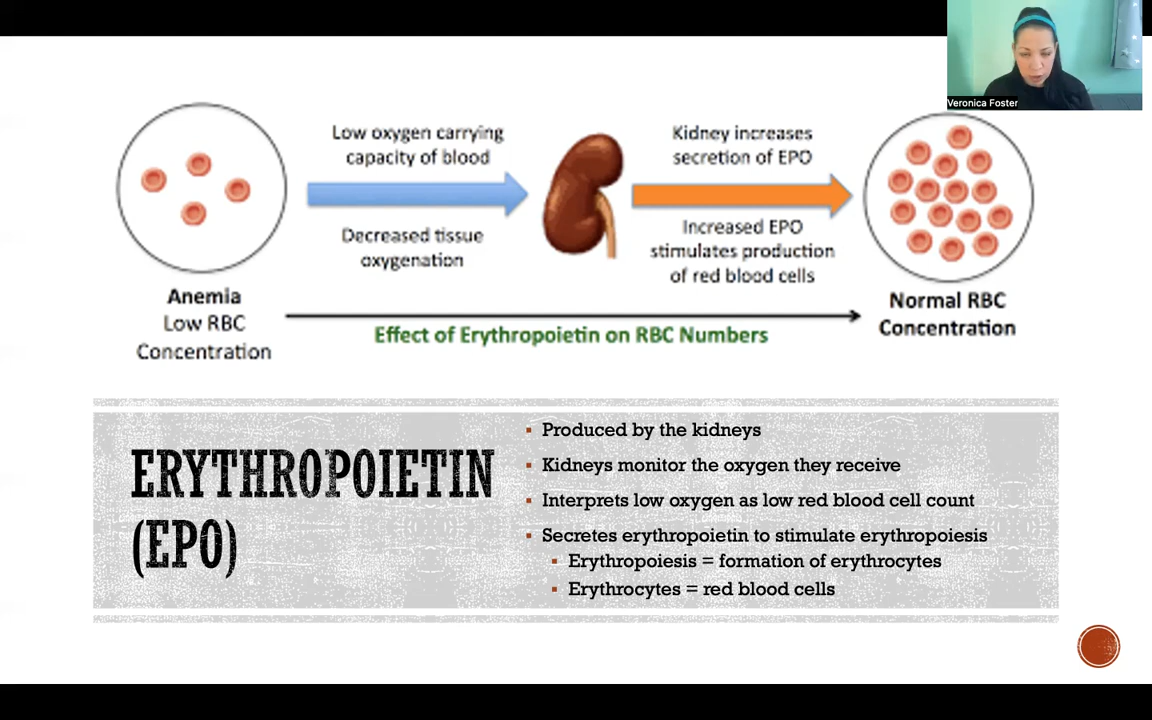 Veronica Foster
Low oxygen carrying
capacity of blood
Kidney increases
secretion of EPO
Decreased tissue
oxygenation
Increased EPO
stimulates production
of red blood cells
Anemia
Low RBC
Concentration
Normal RBC
Concentration
Effect of Erythropoietin on RBC Numbers
ERYTHROPOIETIN
(EPO)
Produced by the kidneys
Kidneys monitor the oxygen they receive
Interprets low oxygen as low red blood cell count
Secretes erythropoietin to stimulate erythropoiesis
Erythropoiesis = formation of erythrocytes
Erythrocytes = red blood cells